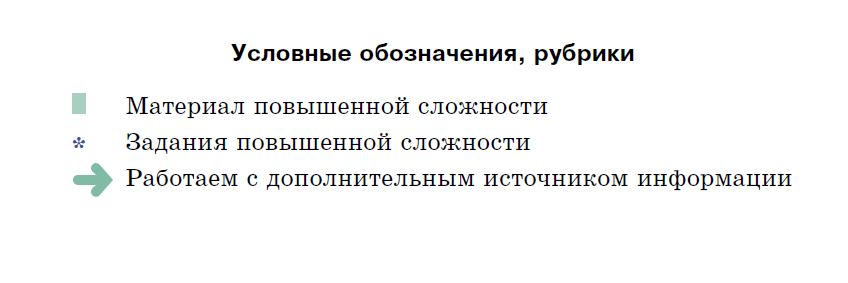 Условные обозначения, рубрики
Материал повышенной сложности
* Задания повышенной сложности
Работаем с дополнительным источником информации